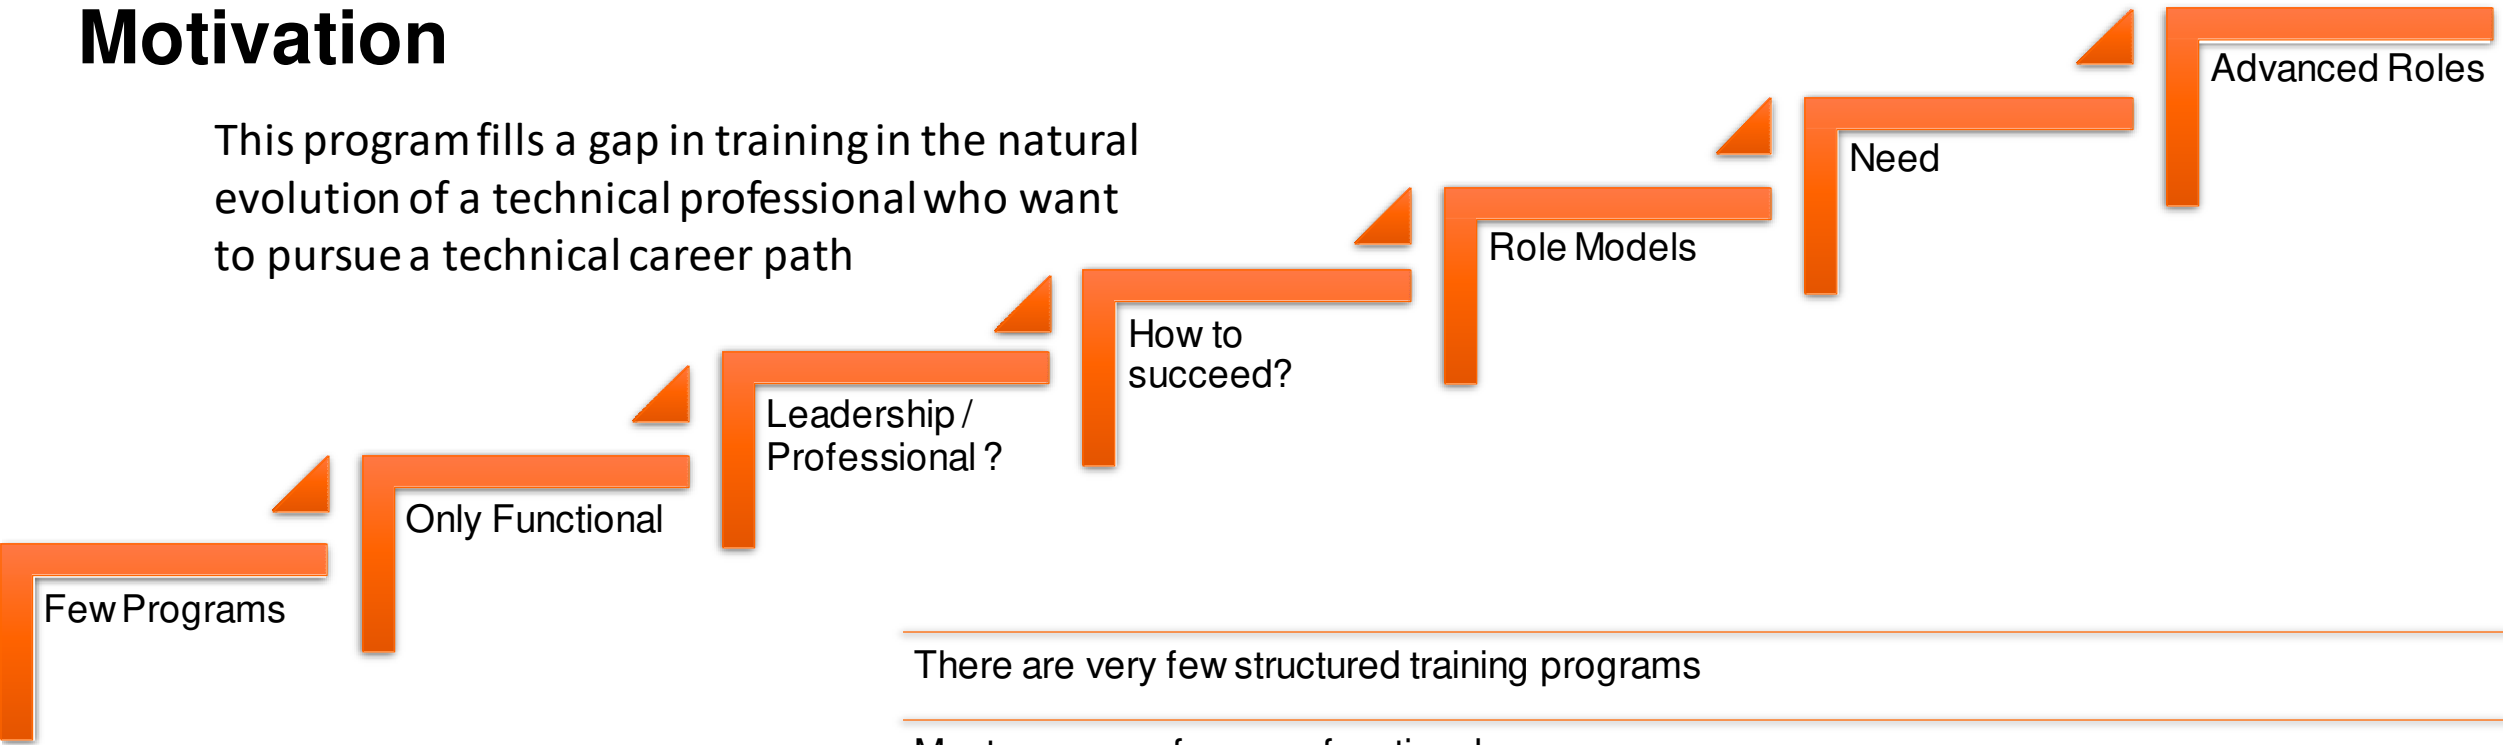 Motivation
This program fills a gap in training in the natural
evolution of a technical professional who want
to pursue a technical career path
Few Programs
Only Functional
Leadership /
Professional ?
How to
succeed?
Role Models
Need
Advanced Roles
There are very few structured training programs